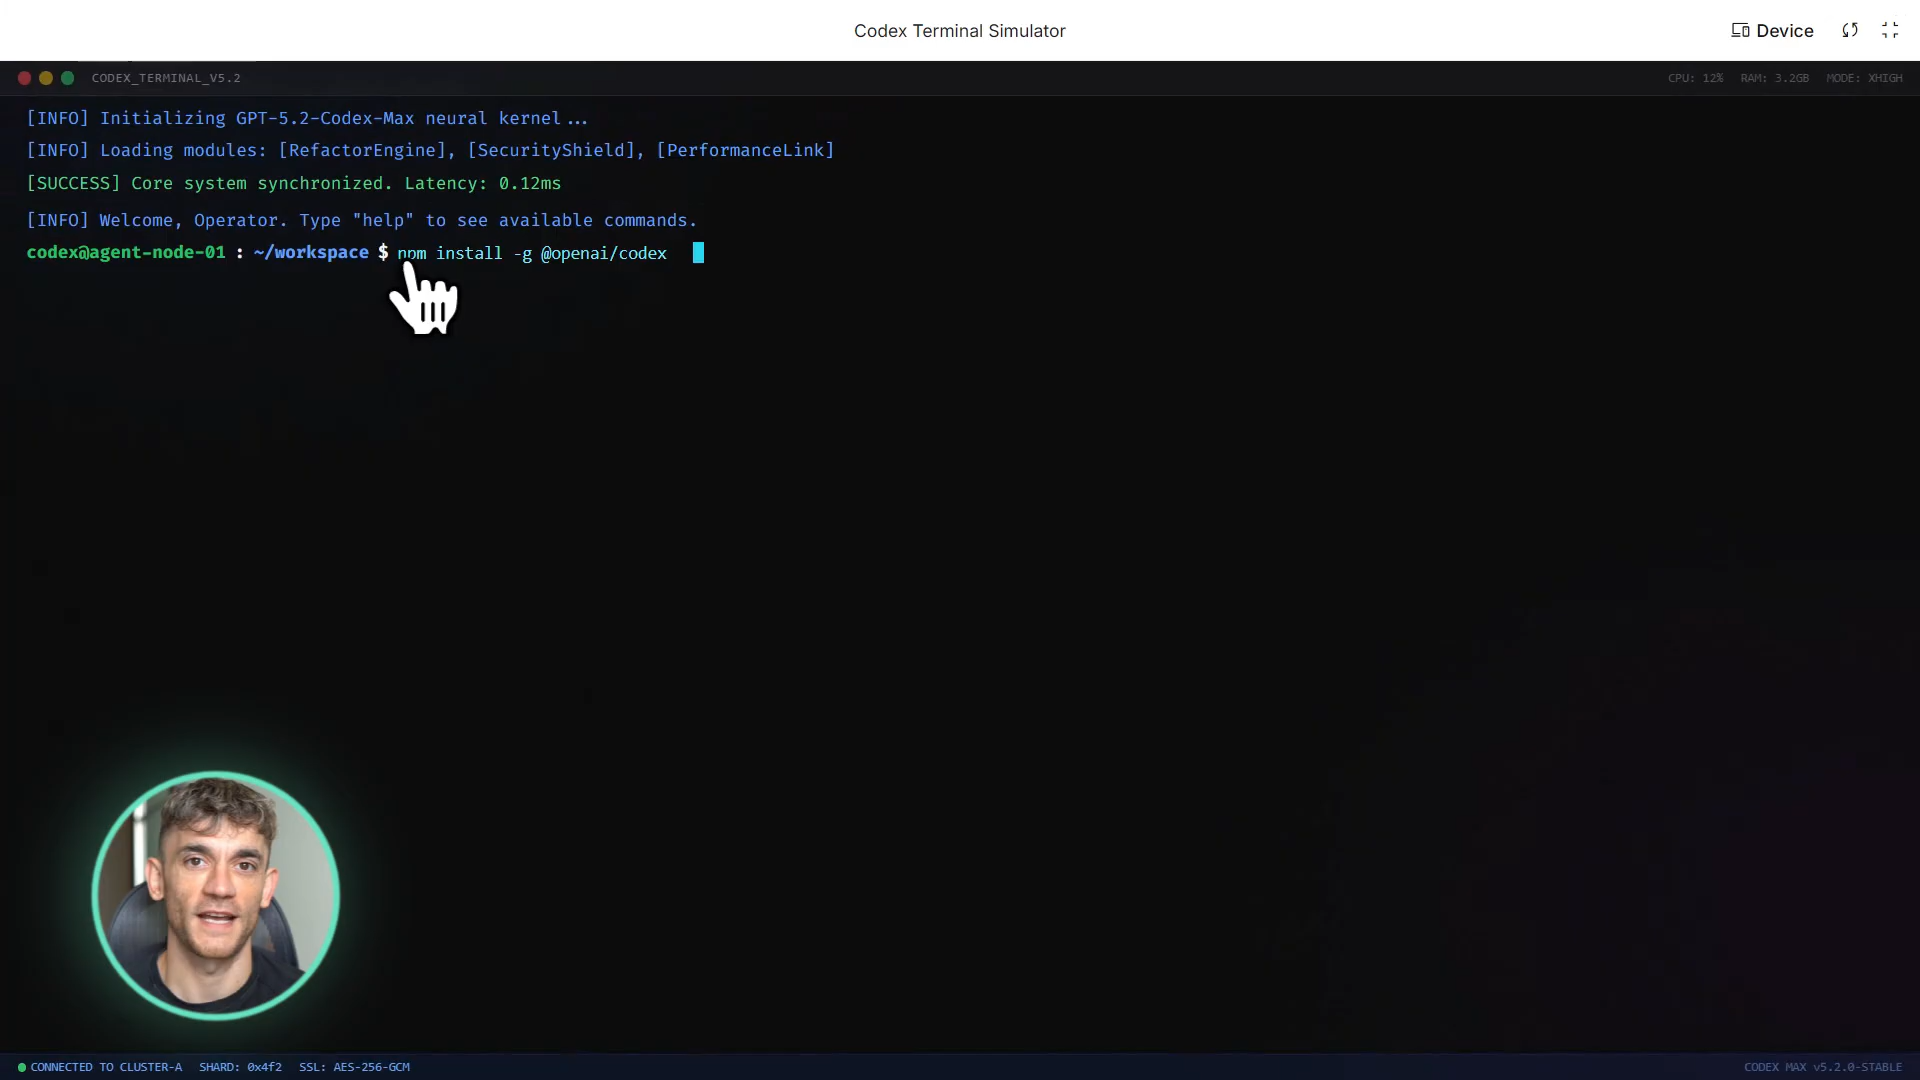 Codex Terminal Simulator
Device
CODEX_TERMINAL_V5.2
CPU: 12% RAM: 3.2GB MODE: XHIGH
[INFO] Initializing GPT-5.2-Codex-Max neural kernel...
[INFO] Loading modules: [RefactorEngine], [SecurityShield], [PerformanceLink]
[SUCCESS] Core system synchronized. Latency: 0.12ms
[INFO] Welcome, Operator. Type "help" to see available commands.
codex@agent-node-01 : ~/workspace $ npm install -g @openai/codex
CONNECTED TO CLUSTER-A SHARD: 0x4f2 SSL: AES-256-GCM
CODEX MAX v5.2.0-STABLE